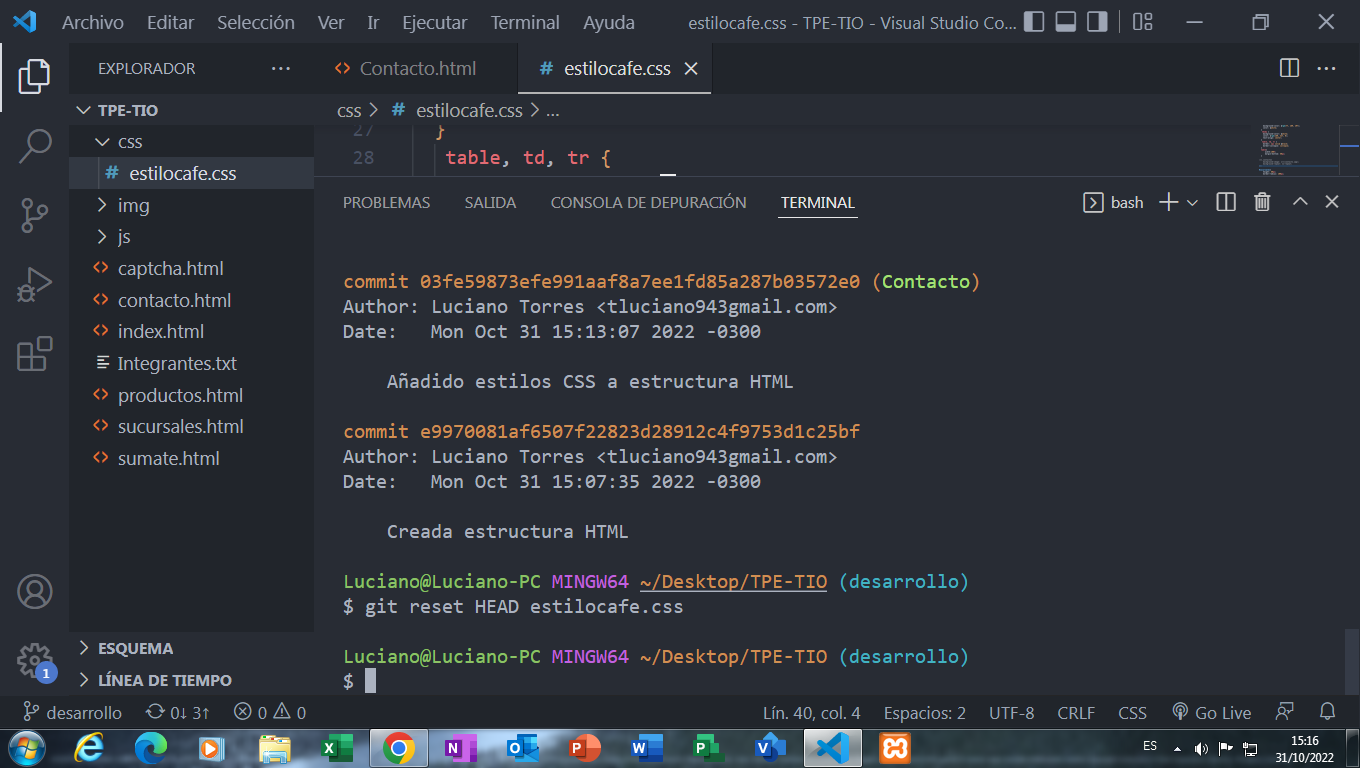 Archivo Editar Selección Ver Ir Ejecutar Terminal Ayuda estilocafe.css - TPE-TIO - Visual Studio Co...
EXPLORADOR
Contacto.html
# estilocafe.css
TPE-TIO
css > # estilocafe.css > ...
css
# estilocafe.css
img
js
captcha.html
contacto.html
index.html
Integrantes.txt
productos.html
sucursales.html
sumate.html
ESQUEMA
LÍNEA DE TIEMPO
27 }
28 table, td, tr {
PROBLEMAS SALIDA CONSOLA DE DEPURACIÓN TERMINAL bash
commit 03fe59873efe991aaf8a7ee1fd85a287b03572e0 (Contacto)
Author: Luciano Torres <tluciano943gmail.com>
Date: Mon Oct 31 15:13:07 2022 -0300
Añadido estilos CSS a estructura HTML
commit e9970081af6507f22823d28912c4f9753d1c25bf
Author: Luciano Torres <tluciano943gmail.com>
Date: Mon Oct 31 15:07:35 2022 -0300
Creada estructura HTML
Luciano@Luciano-PC MINGW64 ~/Desktop/TPE-TIO (desarrollo)
$ git reset HEAD estilocafe.css
Luciano@Luciano-PC MINGW64 ~/Desktop/TPE-TIO (desarrollo)
$
1
desarrollo 0↓ 3↑ 0 0 Lín. 40, col. 4 Espacios: 2 UTF-8 CRLF CSS Go Live
ES
15:16
31/10/2022